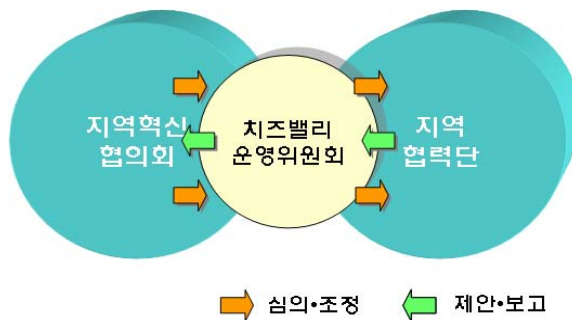 지역혁신
협의회
치즈밸리
운영위원회
지역
협력단
심의•조정
제안•보고